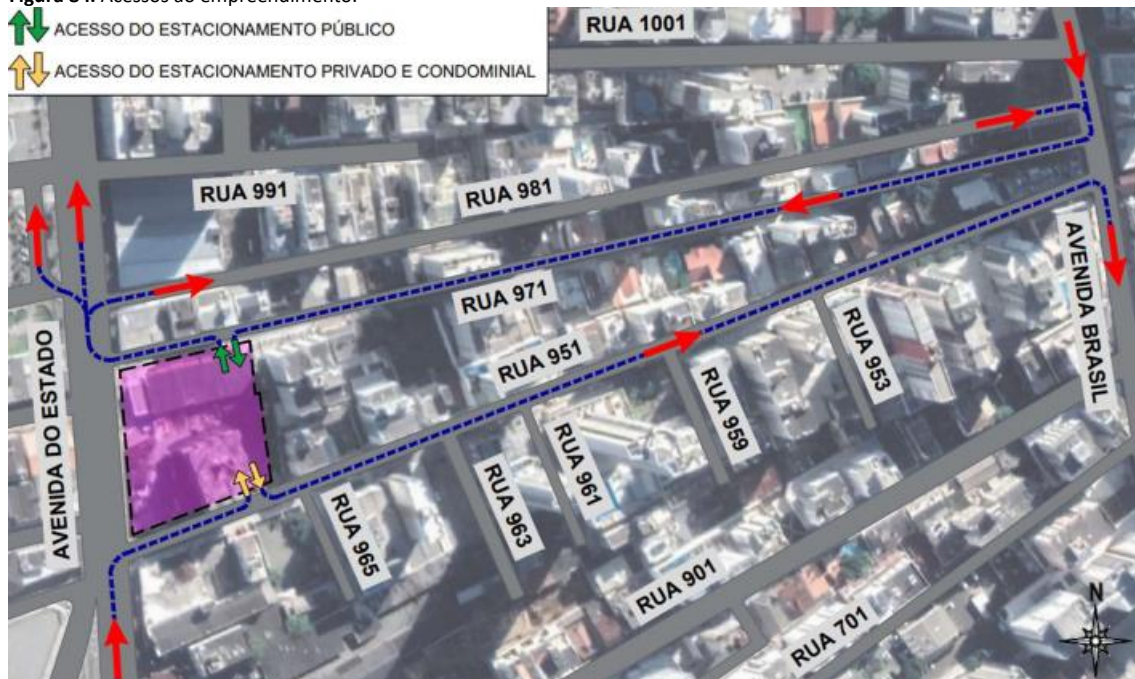 ACESSO DO ESTACIONAMENTO PÚBLICO
ACESSO DO ESTACIONAMENTO PRIVADO E CONDOMINIAL
RUA 1001
RUA 991
RUA 981
RUA 971
RUA 951
AVENIDA DO ESTADO
AVENIDA BRASIL
RUA 953
RUA 959
RUA 961
RUA 963
RUA 965
RUA 901
RUA 701
N